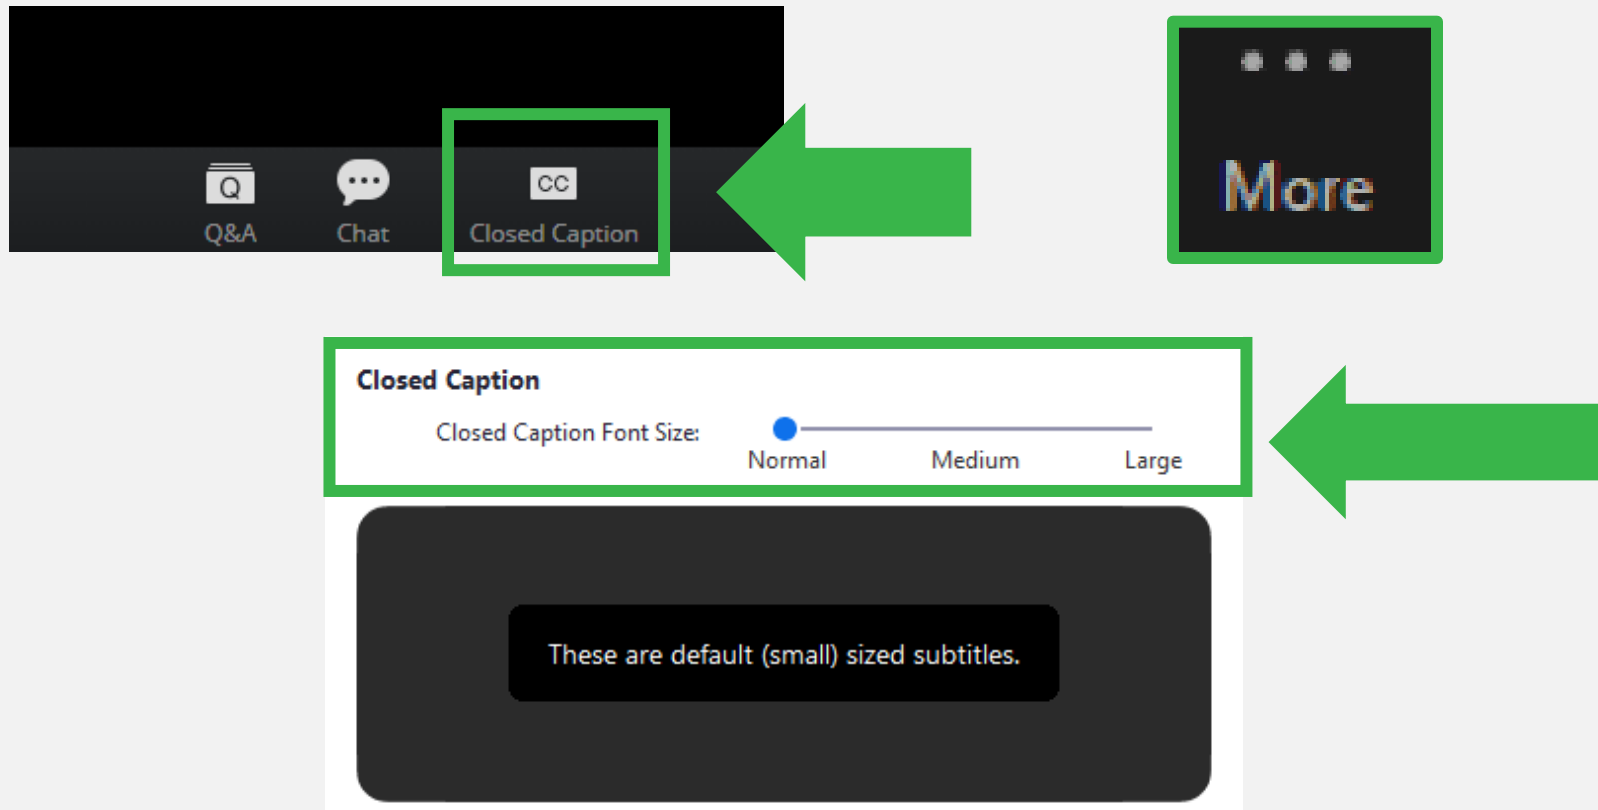 Q
Q&A
Chat
CC
Closed Caption
More
Closed Caption
Closed Caption Font Size:
Normal Medium Large
These are default (small) sized subtitles.